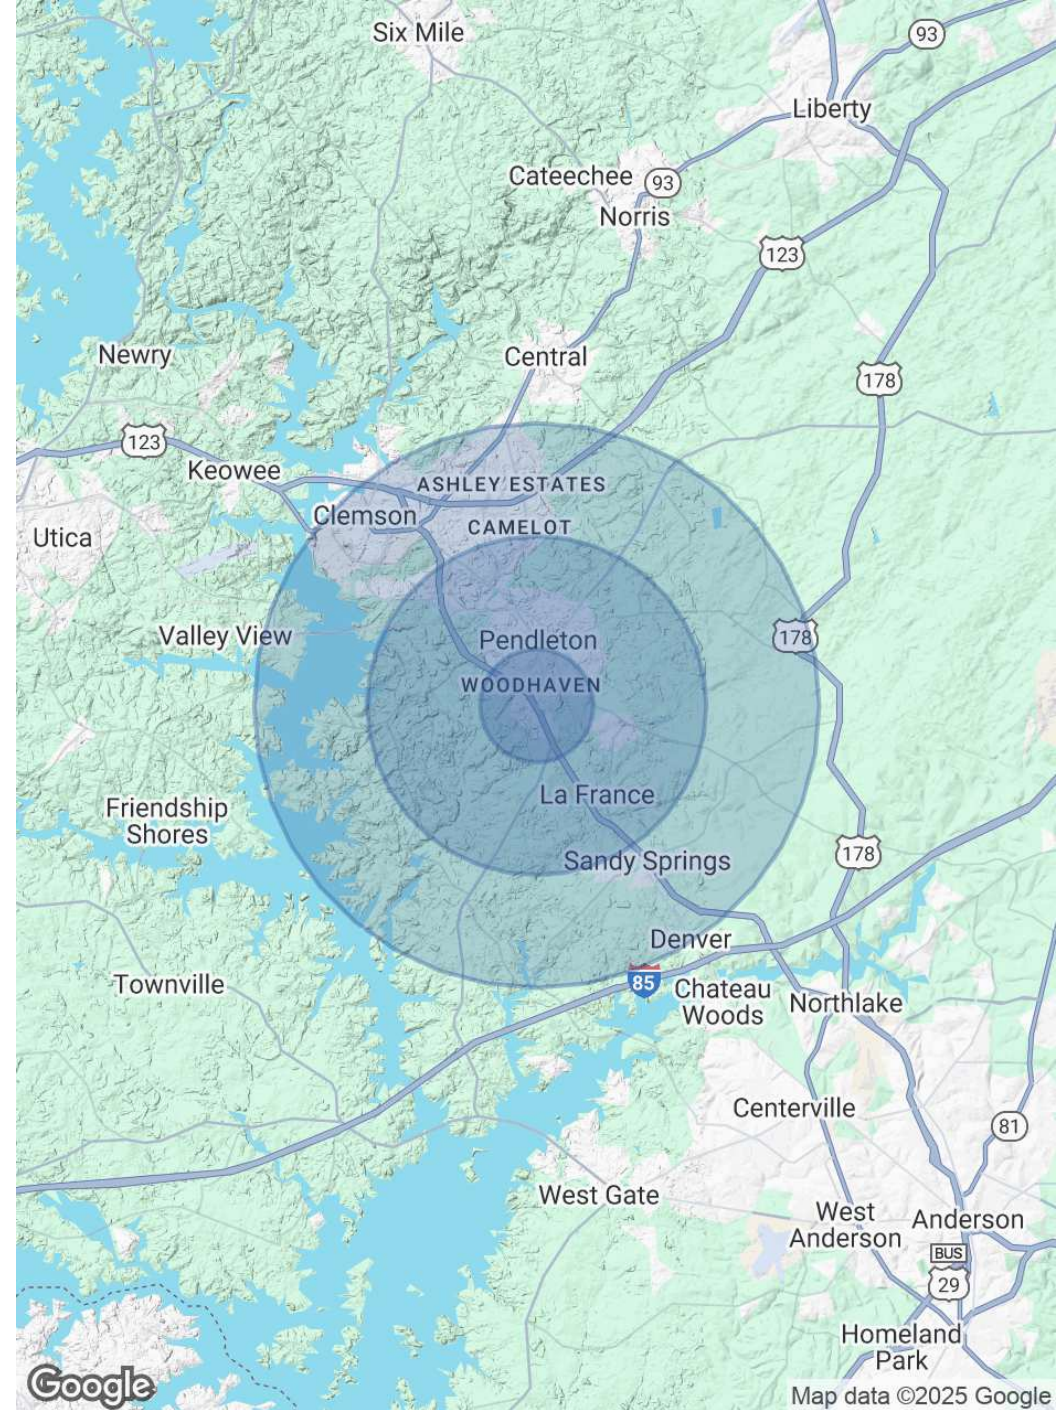 Six Mile
93
Liberty
Cateechee
93
Norris
123
Newry
Central
178
123
Keowee
ASHLEY ESTATES
Clemson
CAMELOT
Utica
Valley View
Pendleton
178
WOODHAVEN
Friendship
Shores
La France
Sandy Springs
178
Denver
Townville
85
Chateau
Woods
Northlake
Centerville
81
West Gate
West
Anderson
Anderson
BUS
29
Homeland
Park
Google
Map data ©2025 Google